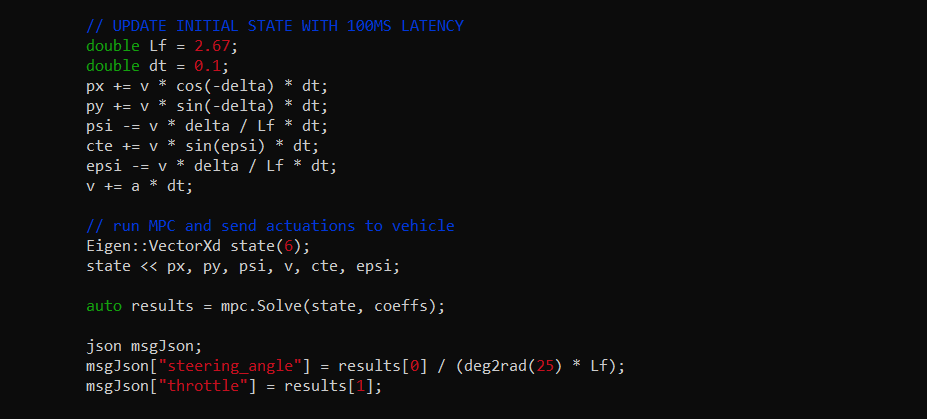 // UPDATE INITIAL STATE WITH 100MS LATENCY
double Lf = 2.67;
double dt = 0.1;
px += v * cos(-delta) * dt;
py += v * sin(-delta) * dt;
psi -= v * delta / Lf * dt;
cte += v * sin(epsi) * dt;
epsi -= v * delta / Lf * dt;
v += a * dt;
// run MPC and send actuations to vehicle
Eigen::VectorXd state(6);
state << px, py, psi, v, cte, epsi;
auto results = mpc.Solve(state, coeffs);
json msgJson;
msgJson["steering_angle"] = results[0] / (deg2rad(25) * Lf);
msgJson["throttle"] = results[1];